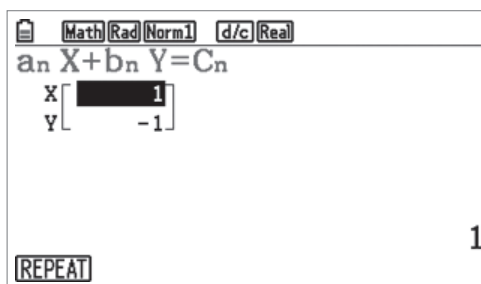 Math Rad Norm1 d/c Real
an X+bn Y=Cn
X[ 1]
Y[ -1]
1
REPEAT